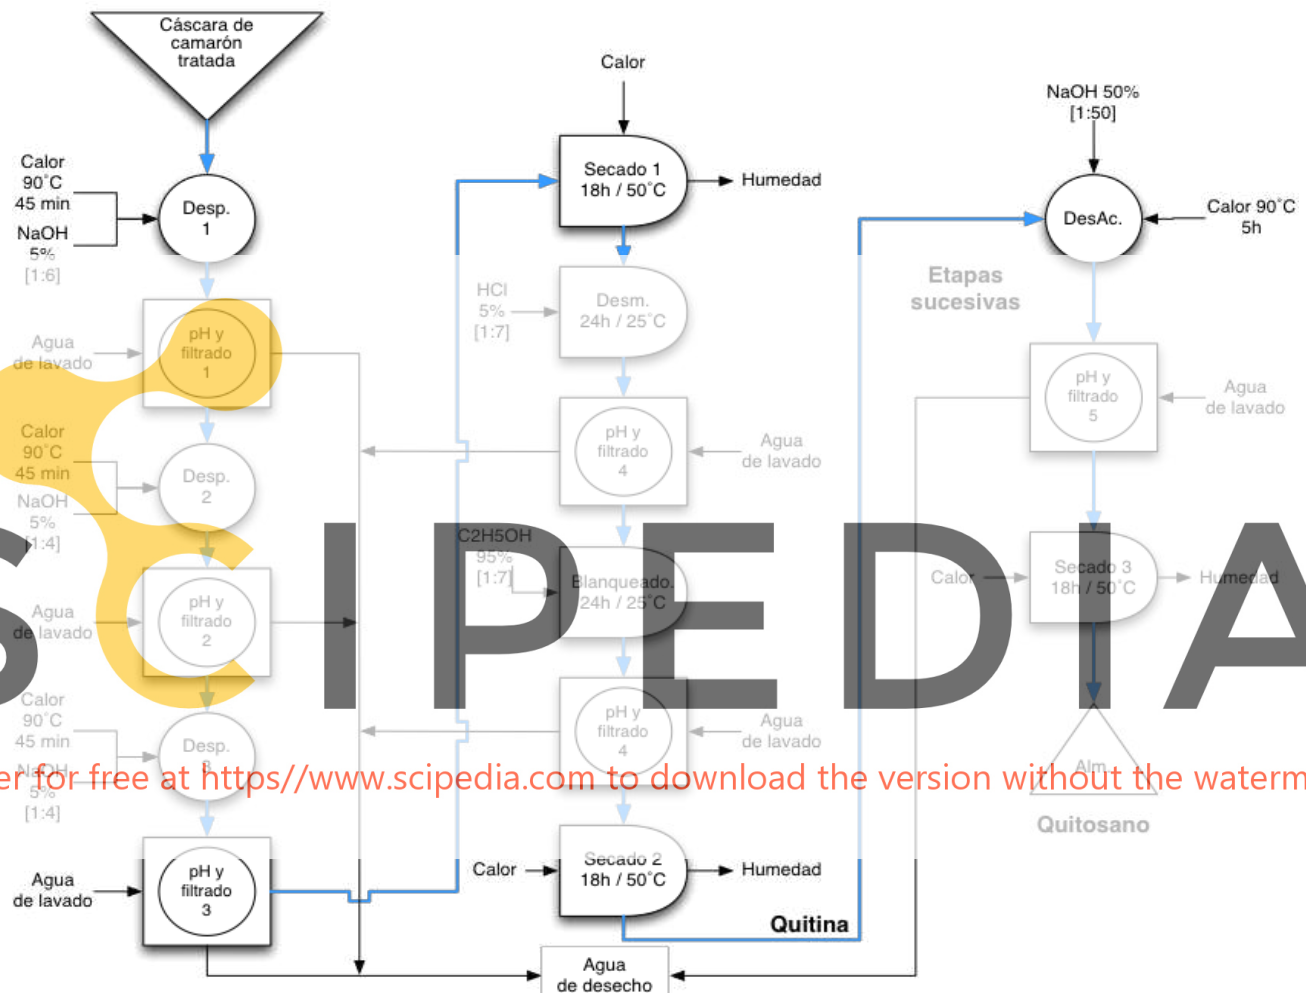 Cáscara de
camarón
tratada
Calor
90°C
45 min
NaOH
5%
[1:6]
Desp.
1
Agua
de lavado
pH y
filtrado
1
Calor
90°C
45 min
NaOH
5%
[1:4]
Desp.
2
Agua
de lavado
pH y
filtrado
2
Calor
90°C
45 min
NaOH
5%
[1:4]
Desp.
3
Agua
de lavado
pH y
filtrado
3
Calor
Secado 1
18h / 50°C
Humedad
HCl
5%
[1:7]
Desm.
24h / 25°C
pH y
filtrado
4
Agua
de lavado
C2H5OH
95%
[1:7]
Blanqueado.
24h / 25°C
pH y
filtrado
4
Agua
de lavado
Calor
Secado 2
18h / 50°C
Humedad
Quitina
Agua
de desecho
NaOH 50%
[1:50]
DesAc.
Calor 90°C
5h
Etapas
sucesivas
pH y
filtrado
5
Agua
de lavado
Calor
Secado 3
18h / 50°C
Humedad
Alm.
Quitosano
SCIPEDIA
er for free at https//www.scipedia.com to download the version without the waterm